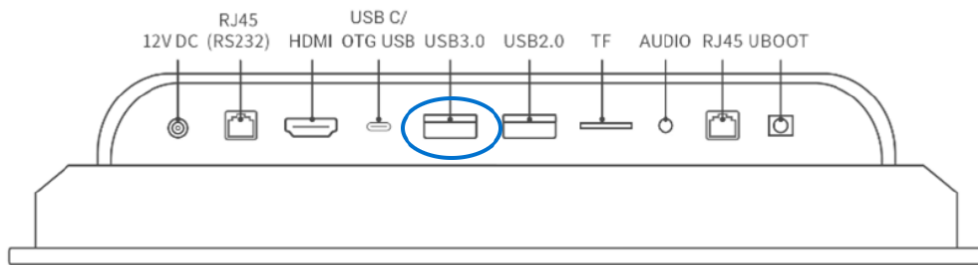 12V DC
RJ45
(RS232)
HDMI
USB C/
OTG USB
USB3.0
USB2.0
TF
AUDIO
RJ45
UBOOT